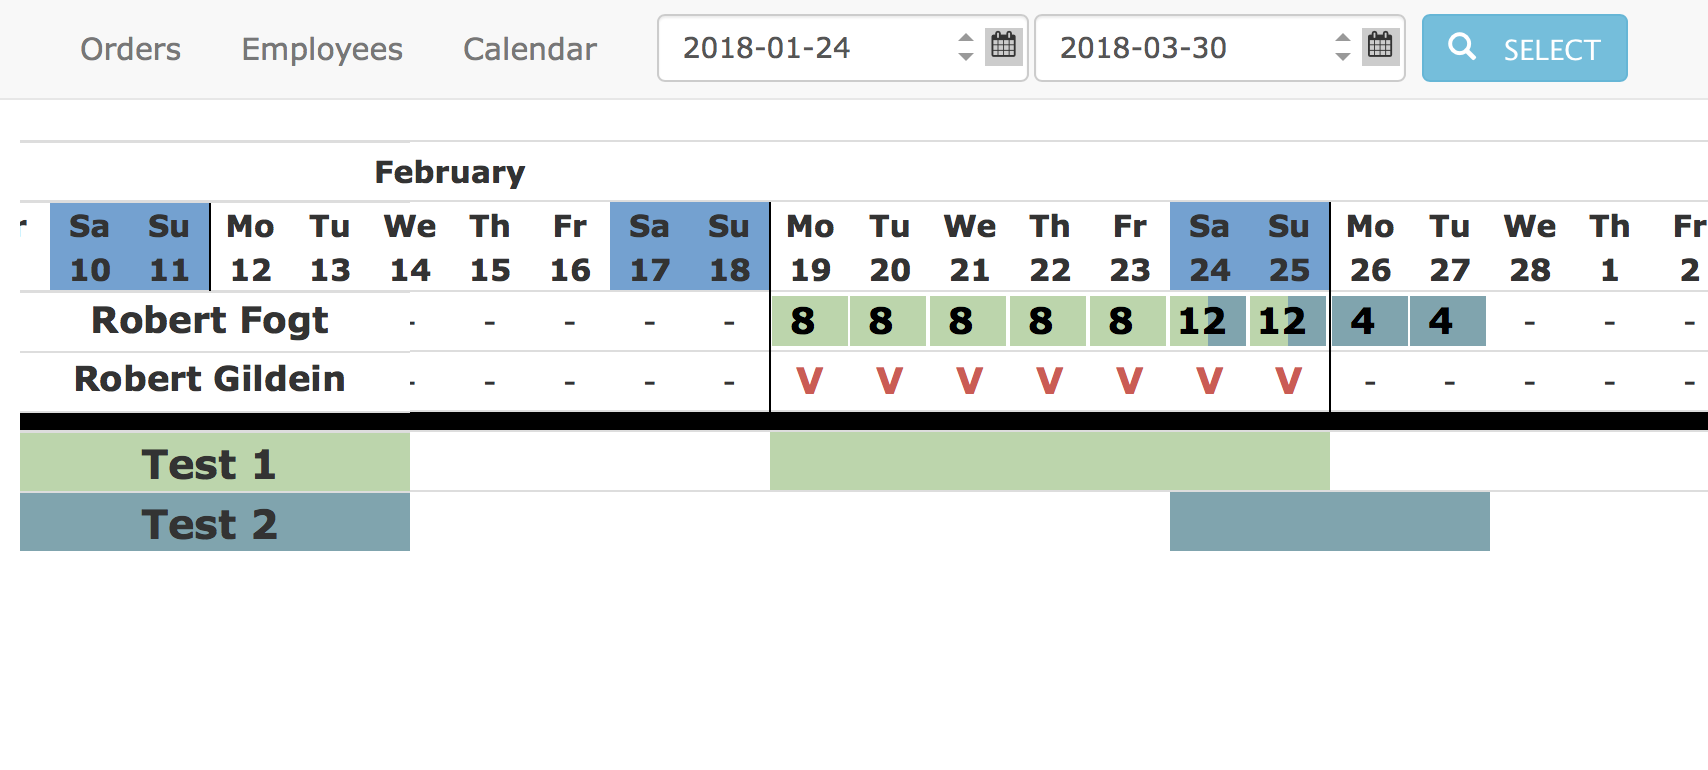 Orders Employees Calendar 2018-01-24 2018-03-30 SELECT
February
Sa Su Mo Tu We Th Fr Sa Su Mo Tu We Th Fr Sa Su Mo Tu We Th Fr
10 11 12 13 14 15 16 17 18 19 20 21 22 23 24 25 26 27 28 1 2
Robert Fogt - - - - - 8 8 8 8 8 12 12 4 4 - - -
Robert Gildein - - - - - V V V V V V V - - - - -
Test 1
Test 2